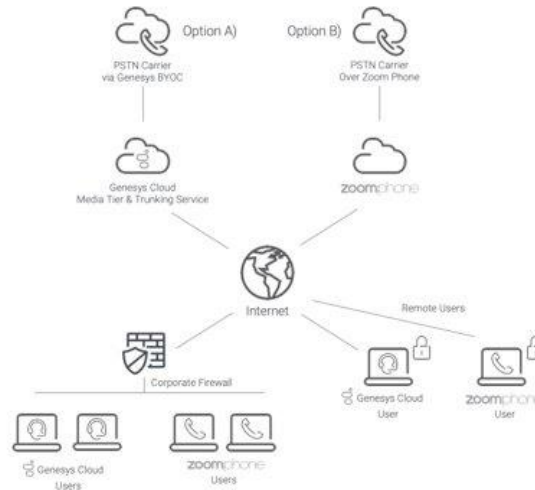 Option A)
Option B)
PSTN Carrier
via Genesys BYOC
PSTN Carrier
Over Zoom Phone
Genesys Cloud
Media Tier & Trunking Service
zoomphone
Internet
Remote Users
Corporate Firewall
Genesys Cloud
User
zoomphone
User
Genesys Cloud
Users
zoomphone
Users